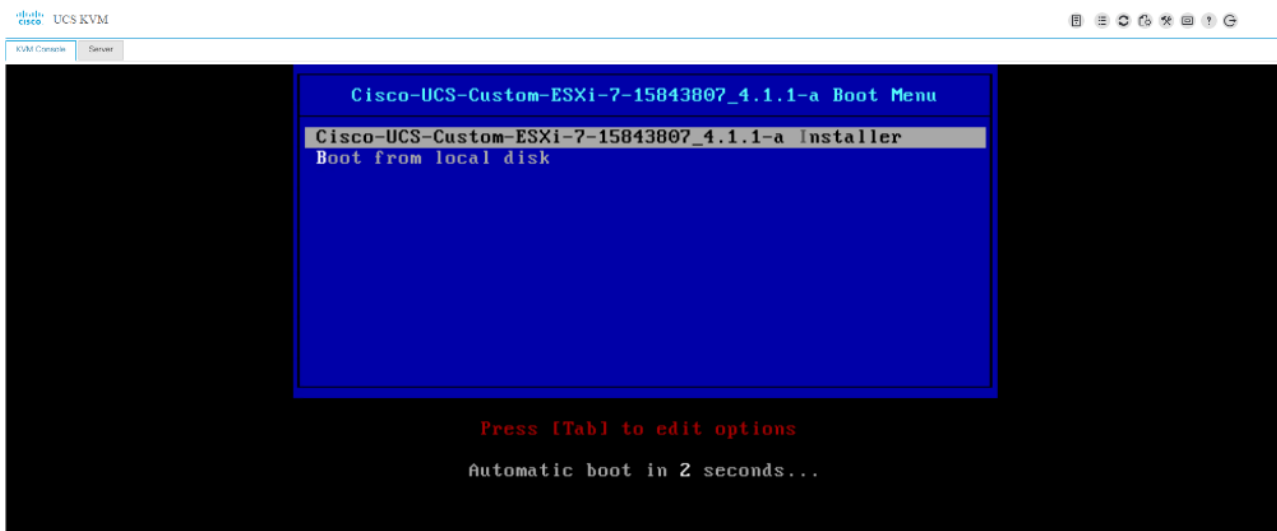 cisco UCS KVM
KVM Console Server
Cisco-UCS-Custom-ESXi-7-15843807_4.1.1-a Boot Menu
Cisco-UCS-Custom-ESXi-7-15843807_4.1.1-a Installer
Boot from local disk
Press [Tab] to edit options
Automatic boot in 2 seconds...